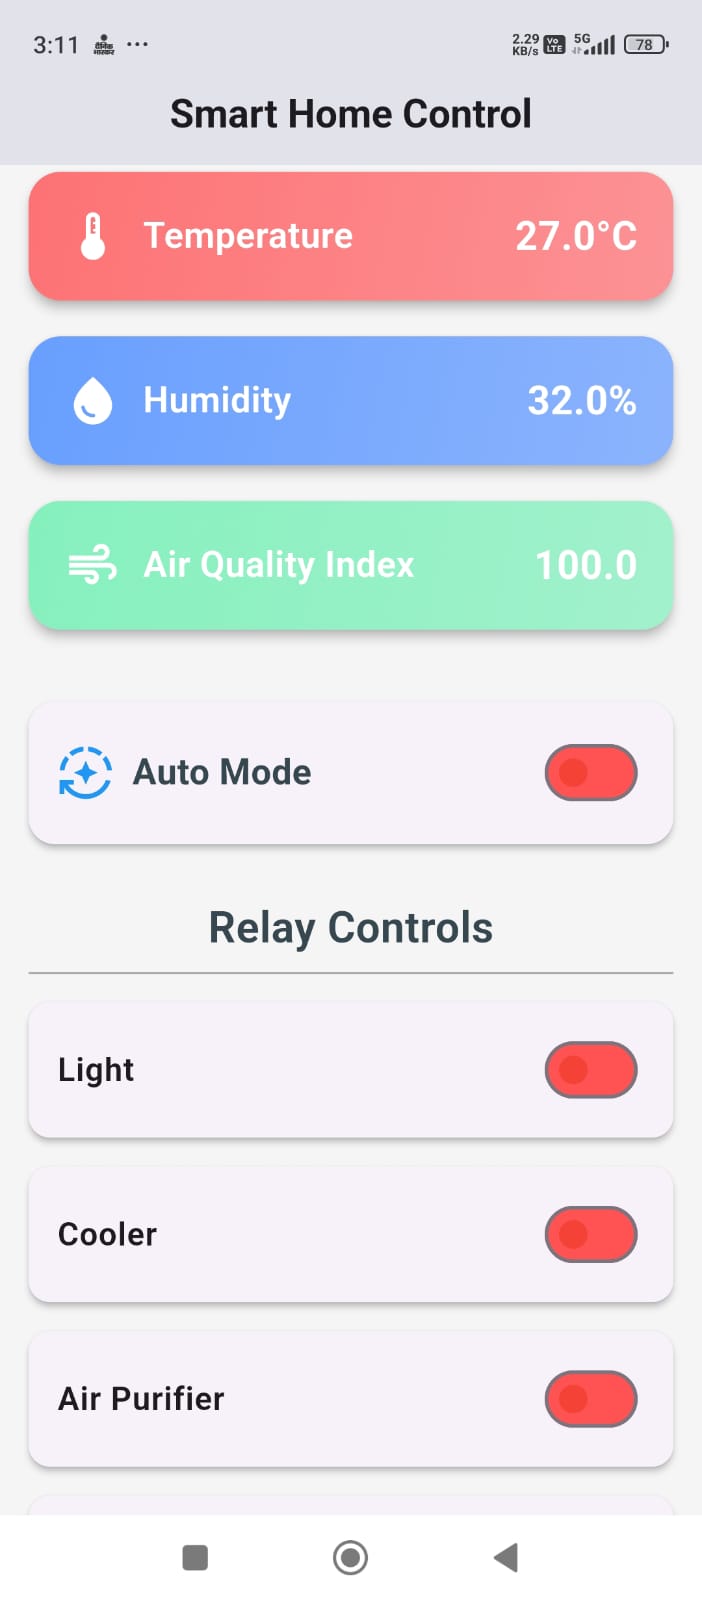 3:11 दैनिक भास्कर ... 2.29 KB/s Vo LTE 5G 78
Smart Home Control
Temperature 27.0°C
Humidity 32.0%
Air Quality Index 100.0
Auto Mode
Relay Controls
Light
Cooler
Air Purifier